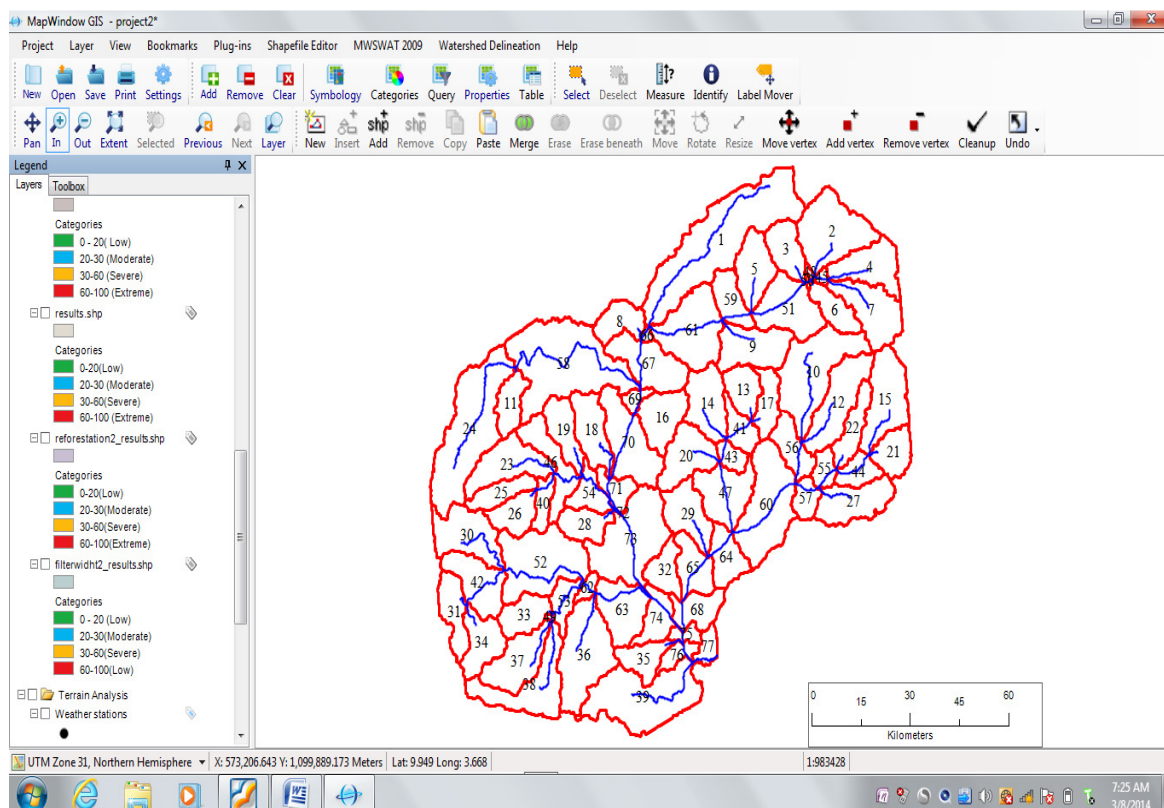 MapWindow GIS - project2*
Project Layer View Bookmarks Plug-ins Shapefile Editor MWSWAT 2009 Watershed Delineation Help
New Open Save Print Settings Add Remove Clear Symbology Categories Query Properties Table Select Deselect Measure Identify Label Mover
shp shp
Pan In Out Extent Selected Previous Next Layer New Insert Add Remove Copy Paste Merge Erase Erase beneath Move Rotate Resize Move vertex Add vertex Remove vertex Cleanup Undo
Legend
Layers Toolbox
Categories
0 - 20( Low)
20-30 (Moderate)
30-60 (Severe)
60-100 (Extreme)
results.shp
Categories
0-20(Low)
20-30 (Moderate)
30-60(Severe)
60-100(Extreme)
reforestation2_results.shp
Categories
0-20(Low)
20-30(Moderate)
30-60(Severe)
60-100(Extreme)
filterwidht2_results.shp
Categories
0 - 20 (Low)
20-30(Moderate)
30-60(Severe)
60-100(Low)
Terrain Analysis
Weather stations
1
2
3
4
5
59
51
6
7
8
61
9
58
67
10
13
11
69
14
17
12
15
16
24
19
18
41
22
70
56
20
43
21
23
46
55
44
25
54
71
47
57
27
40
60
26
72
28
29
30
73
52
64
32
65
42
62
53
31
33
63
74
68
34
77
36
35
76
37
38
39
0 30 60
15 45
Kilometers
UTM Zone 31, Northern Hemisphere X: 573,206.643 Y: 1,099,889.173 Meters Lat: 9.949 Long: 3.668 1:983428
7:25 AM
3/8/2014